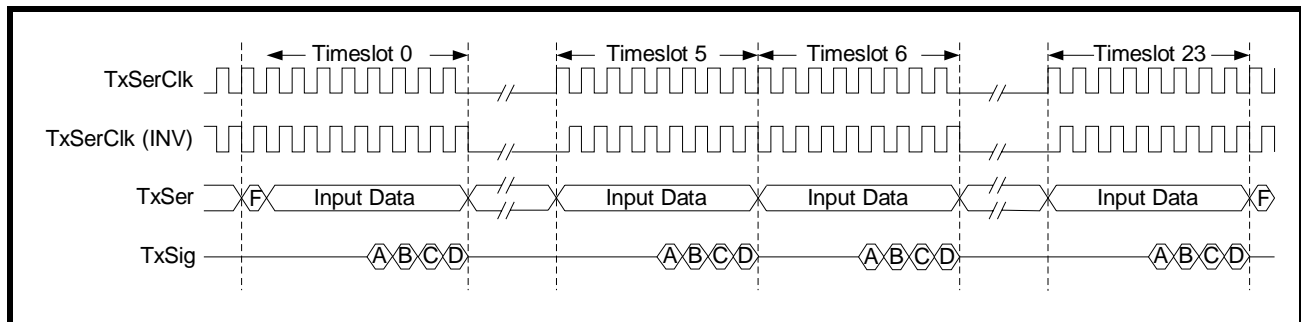 Timeslot 0 Timeslot 5 Timeslot 6 Timeslot 23
TxSerClk
TxSerClk (INV)
TxSer F Input Data Input Data Input Data Input Data F
TxSig A B C D A B C D A B C D A B C D